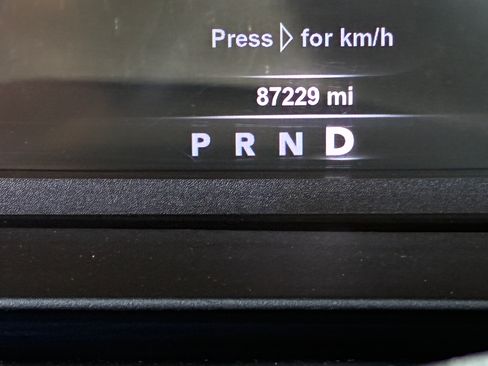 Press ▷ for km/h
87229 mi
P R N D